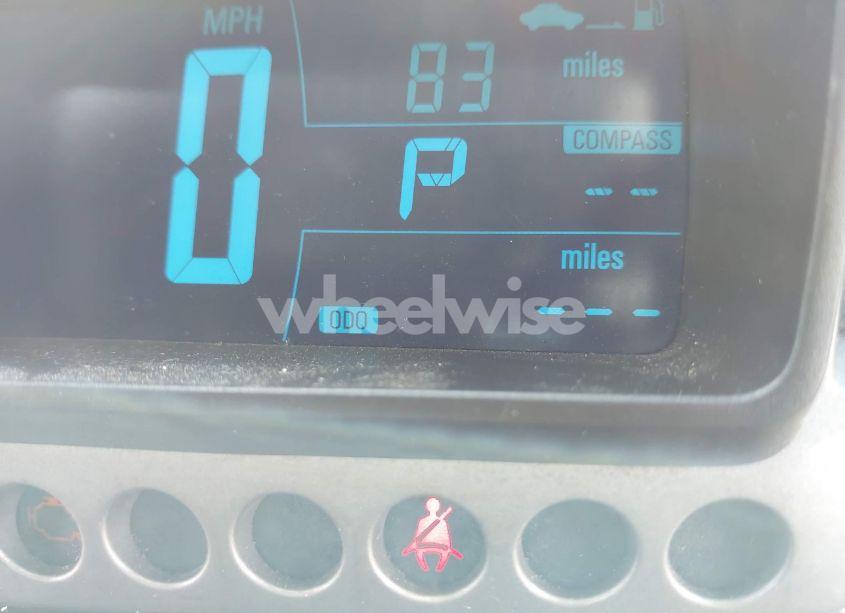 MPH
0
83
miles
P
COMPASS
-- --
miles
ODO
-- -- --
wheelwise